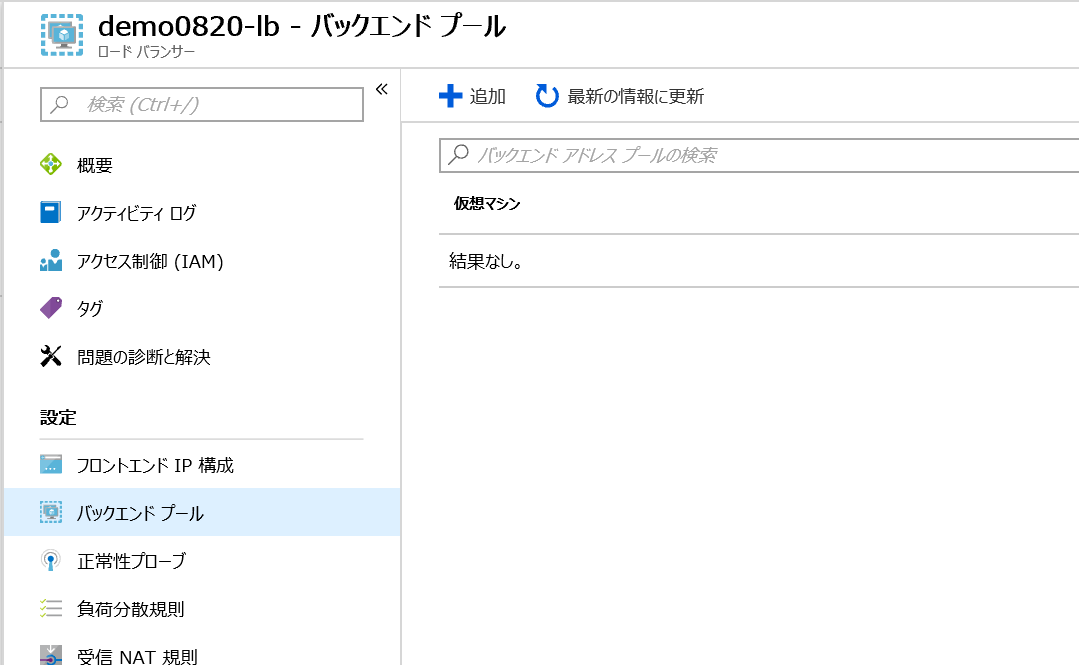 demo0820-lb - バックエンド プール
ロード バランサー
検索 (Ctrl+/)
«
概要
アクティビティ ログ
アクセス制御 (IAM)
タグ
問題の診断と解決
設定
フロントエンド IP 構成
バックエンド プール
正常性プローブ
負荷分散規則
受信 NAT 規則
追加
最新の情報に更新
バックエンド アドレス プールの検索
仮想マシン
結果なし。